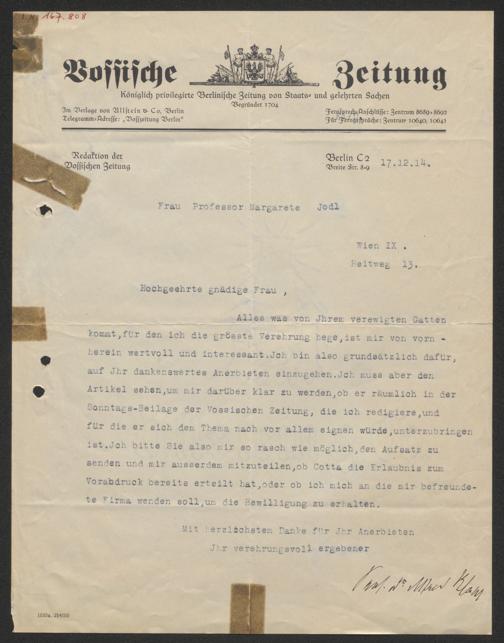 I.N. 167.808
Vossische Zeitung
Königlich privilegirte Berlinische Zeitung von Staats- und gelehrten Sachen
Begründet 1704
Im Verlage von Ullstein & Co, Berlin
Telegramm-Adresse: „Voßzeitung Berlin"
Fernsprech-Anschlüsse: Zentrum 8689-8692
Für Ferngespräche: Zentrum 10640, 10643
Redaktion der
Vossischen Zeitung
Berlin C2
Breite Str. 8-9
17.12.14.
Frau Professor Margarete Jodl
Wien IX .
Reitweg 13.
Hochgeehrte gnädige Frau ,
Alles was von Jhrem verewigten Gatten
kommt,für den ich die grösste Verehrung hege,ist mir von vorn -
herein wertvoll und interessant.Jch bin also grundsätzlich dafür,
auf Jhr dankenswertes Anerbieten einzugehen.Jch muss aber den
Artikel sehen,um mir darüber klar zu werden,ob er räumlich in der
Sonntags-Beilage der Vossischen Zeitung, die ich redigiere,und
für die er sich dem Thema nach vor allem eignen würde,unterzubringen
ist.Jch bitte Sie also mir so rasch wie möglich,den Aufsatz zu
senden und mir ausserdem mitzuteilen,ob Cotta die Erlaubnis zum
Vorabdruck bereits erteilt hat,oder ob ich mich an die mir befreunde-
te Firma wenden soll,um die Bewilligung zu erhalten.
Mit herzlichstem Danke für Jhr Anerbieten
Jhr verehrungsvoll ergebener
Prof. Dr Alfred Klaar